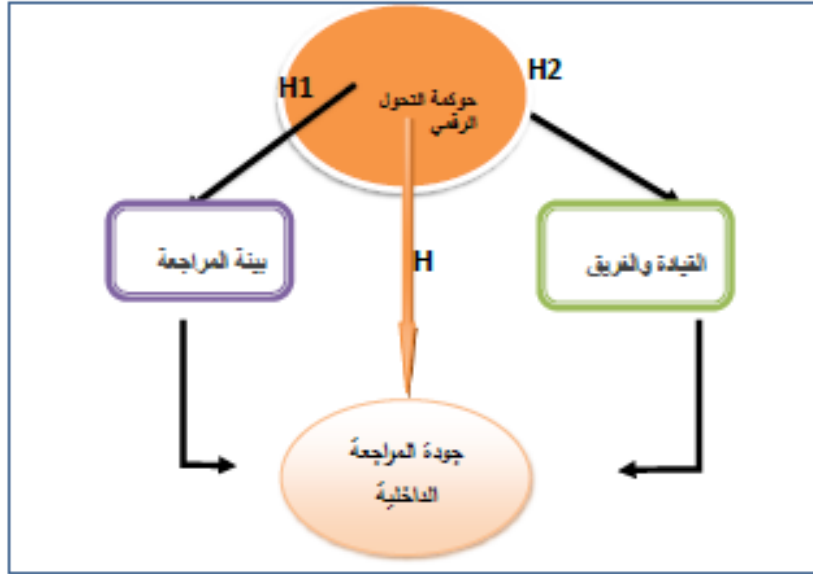 H1
H2
حوكمة التحول
الرقمي
بيئة المراجعة
القيادة والفريق
H
جودة المراجعة
الداخلية